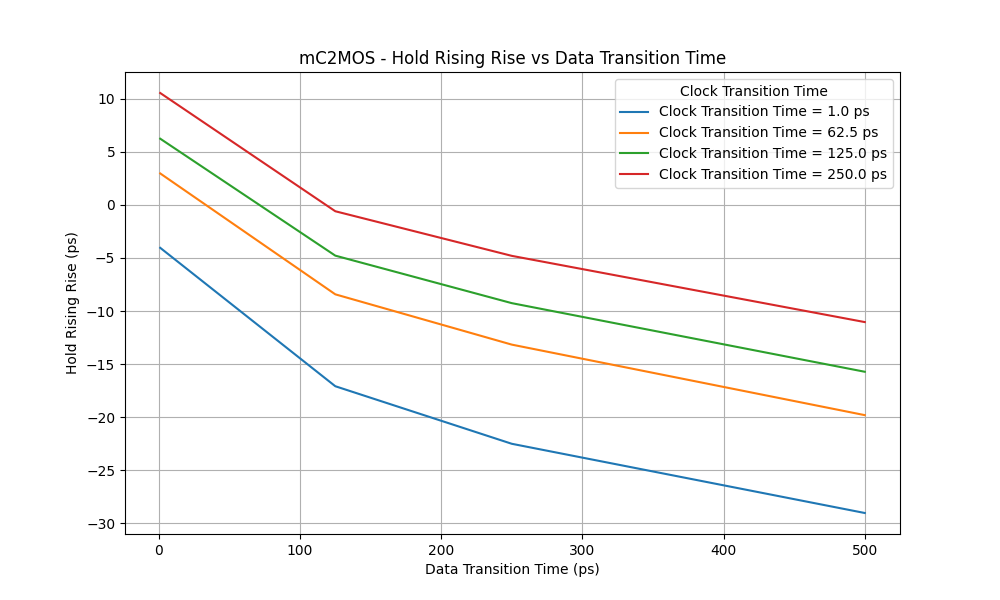 mC2MOS - Hold Rising Rise vs Data Transition Time
Clock Transition Time
Clock Transition Time = 1.0 ps
Clock Transition Time = 62.5 ps
Clock Transition Time = 125.0 ps
Clock Transition Time = 250.0 ps
Hold Rising Rise (ps)
10
5
0
−5
−10
−15
−20
−25
−30
0 100 200 300 400 500
Data Transition Time (ps)